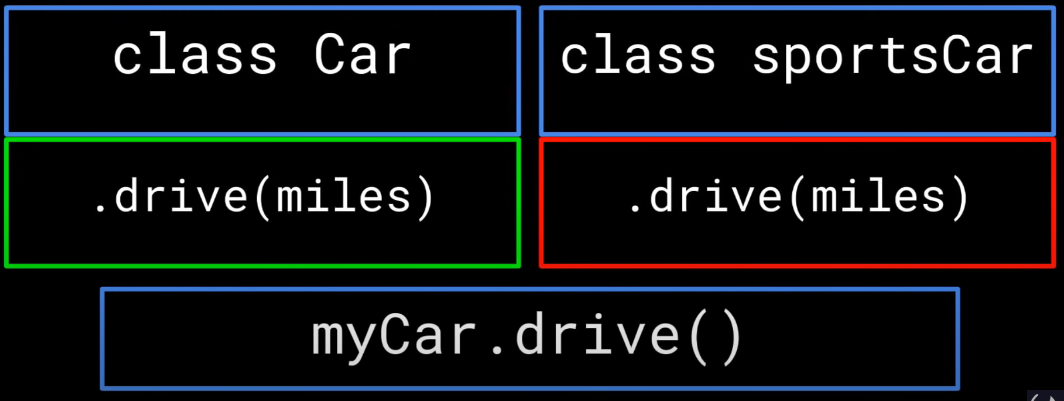 class Car
class sportsCar
.drive(miles)
.drive(miles)
myCar.drive()